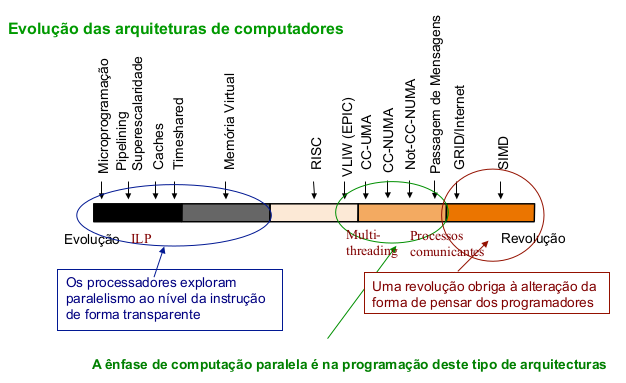 Evolução das arquiteturas de computadores
Microprogramação
Pipelining
Superescalaridade
Caches
Timeshared
Memória Virtual
RISC
VLIW (EPIC)
CC-UMA
CC-NUMA
Not-CC-NUMA
Passagem de Mensagens
GRID/Internet
SIMD
Evolução
ILP
Multi-
threading
Processos
comunicantes
Revolução
Os processadores exploram
paralelismo ao nível da instrução
de forma transparente
Uma revolução obriga à alteração da
forma de pensar dos programadores
A ênfase de computação paralela é na programação deste tipo de arquitecturas